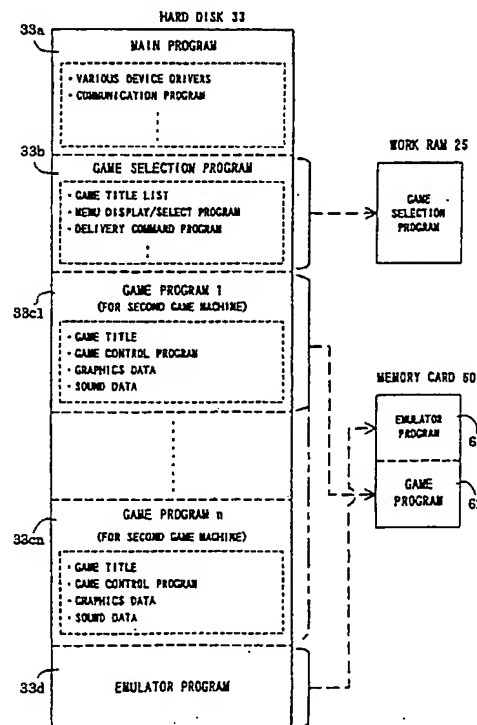 HARD DISK 33
33a
MAIN PROGRAM
・VARIOUS DEVICE DRIVERS
・COMMUNICATION PROGRAM
33b
GAME SELECTION PROGRAM
・GAME TITLE LIST
・MENU DISPLAY/SELECT PROGRAM
・DELIVERY COMMAND PROGRAM
WORK RAM 25
GAME
SELECTION
PROGRAM
33c1
GAME PROGRAM 1
(FOR SECOND GAME MACHINE)
・GAME TITLE
・GAME CONTROL PROGRAM
・GRAPHICS DATA
・SOUND DATA
MEMORY CARD 60
EMULATOR
PROGRAM
GAME
PROGRAM
33cn
GAME PROGRAM n
(FOR SECOND GAME MACHINE)
・GAME TITLE
・GAME CONTROL PROGRAM
・GRAPHICS DATA
・SOUND DATA
33d
EMULATOR PROGRAM